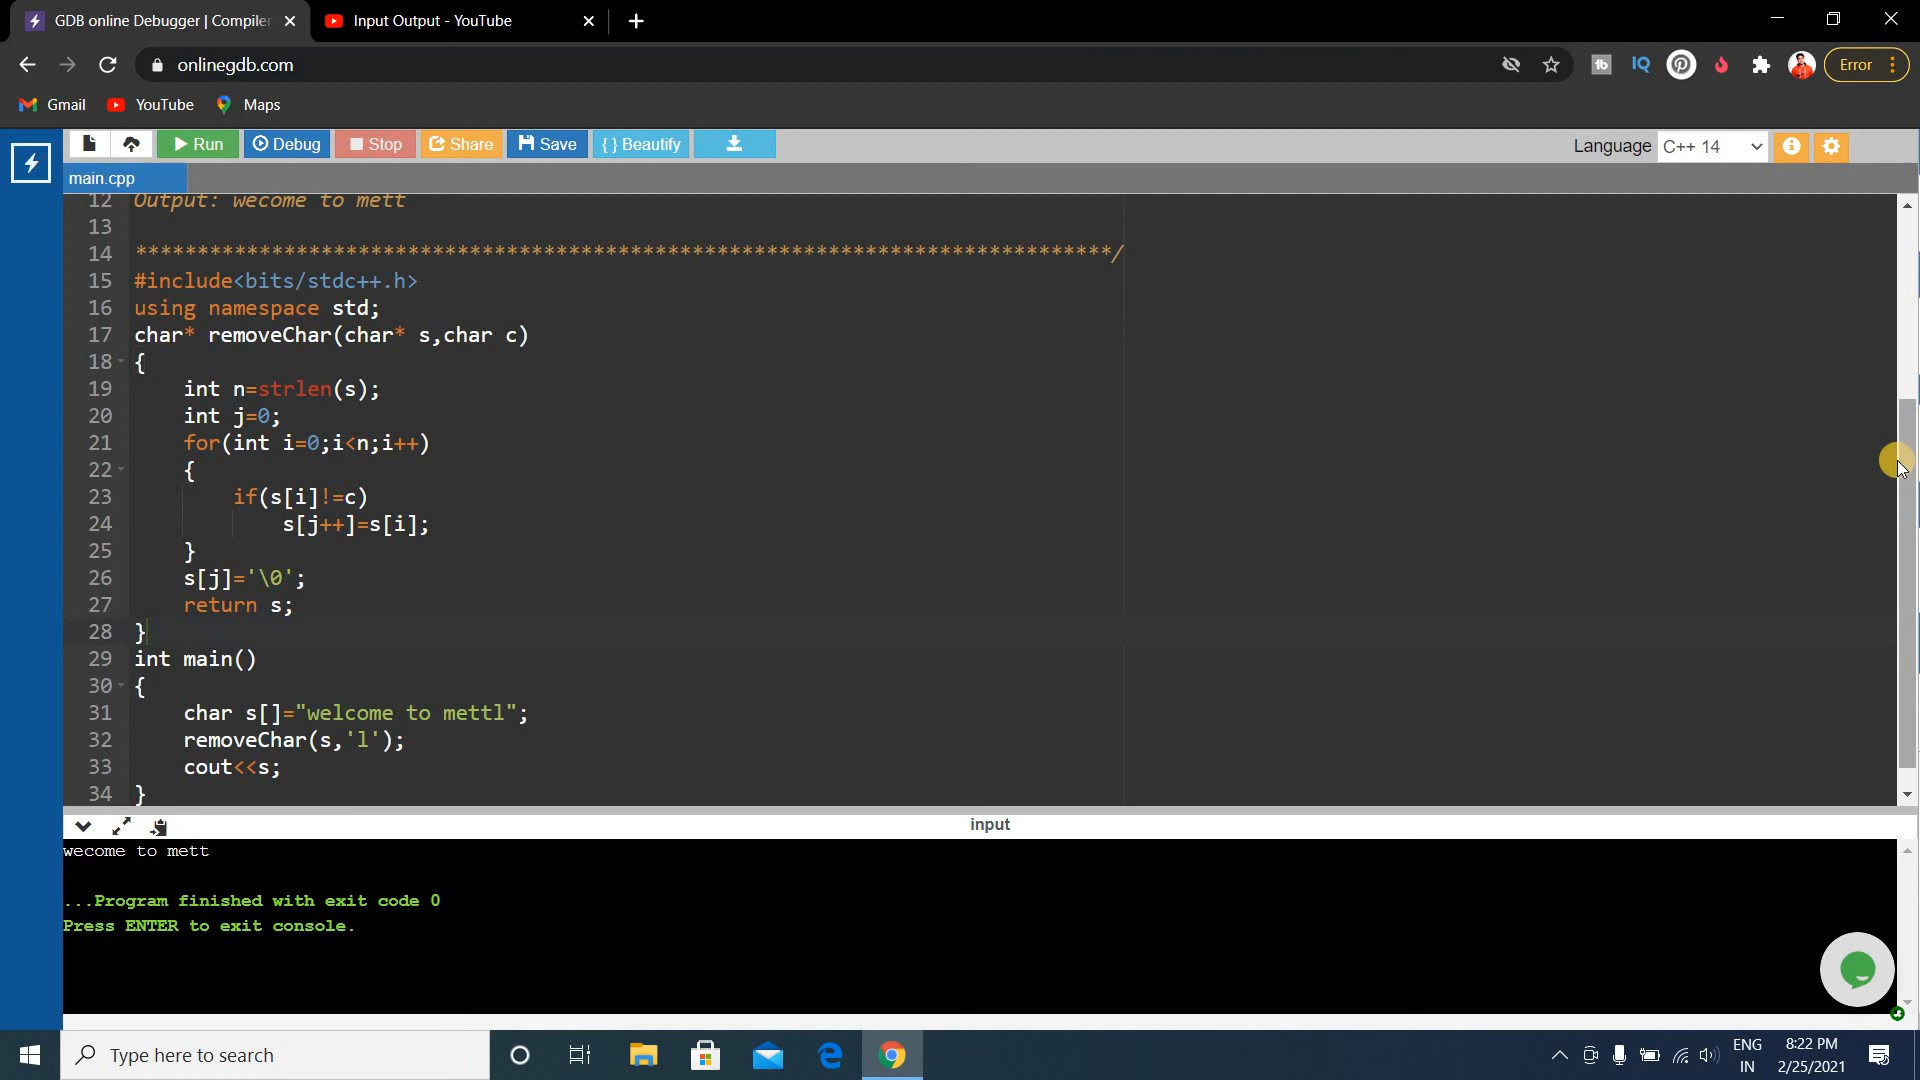 GDB online Debugger | Compiler
Input Output - YouTube
onlinegdb.com
Error
Gmail YouTube Maps
Run Debug Stop Share Save { } Beautify
Language C++ 14
main.cpp
12 Output: wecome to mett
13
14 *******************************************************************************/
15 #include<bits/stdc++.h>
16 using namespace std;
17 char* removeChar(char* s,char c)
18 {
19 int n=strlen(s);
20 int j=0;
21 for(int i=0;i<n;i++)
22 {
23 if(s[i]!=c)
24 s[j++]=s[i];
25 }
26 s[j]='\0';
27 return s;
28 }
29 int main()
30 {
31 char s[]="welcome to mettl";
32 removeChar(s,'l');
33 cout<<s;
34 }
input
wecome to mett
...Program finished with exit code 0
Press ENTER to exit console.
Type here to search
ENG
IN
8:22 PM
2/25/2021